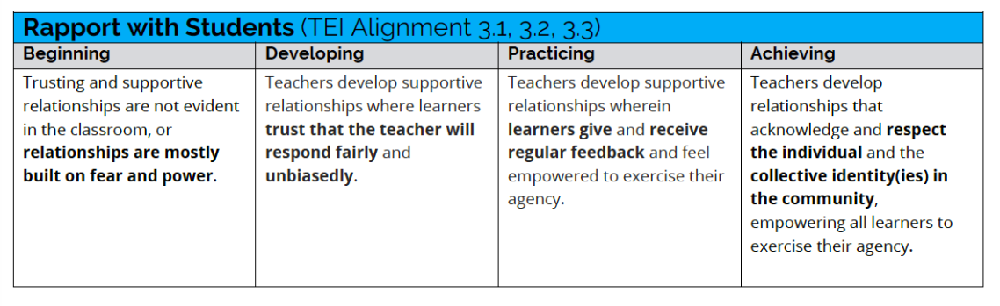 Rapport with Students (TEI Alignment 3.1, 3.2, 3.3)
Beginning
Trusting and supportive
relationships are not evident
in the classroom, or
relationships are mostly
built on fear and power.
Developing
Teachers develop supportive
relationships where learners
trust that the teacher will
respond fairly and
unbiasedly.
Practicing
Teachers develop supportive
relationships wherein
learners give and receive
regular feedback and feel
empowered to exercise their
agency.
Achieving
Teachers develop
relationships that
acknowledge and respect
the individual and the
collective identity(ies) in
the community,
empowering all learners to
exercise their agency.